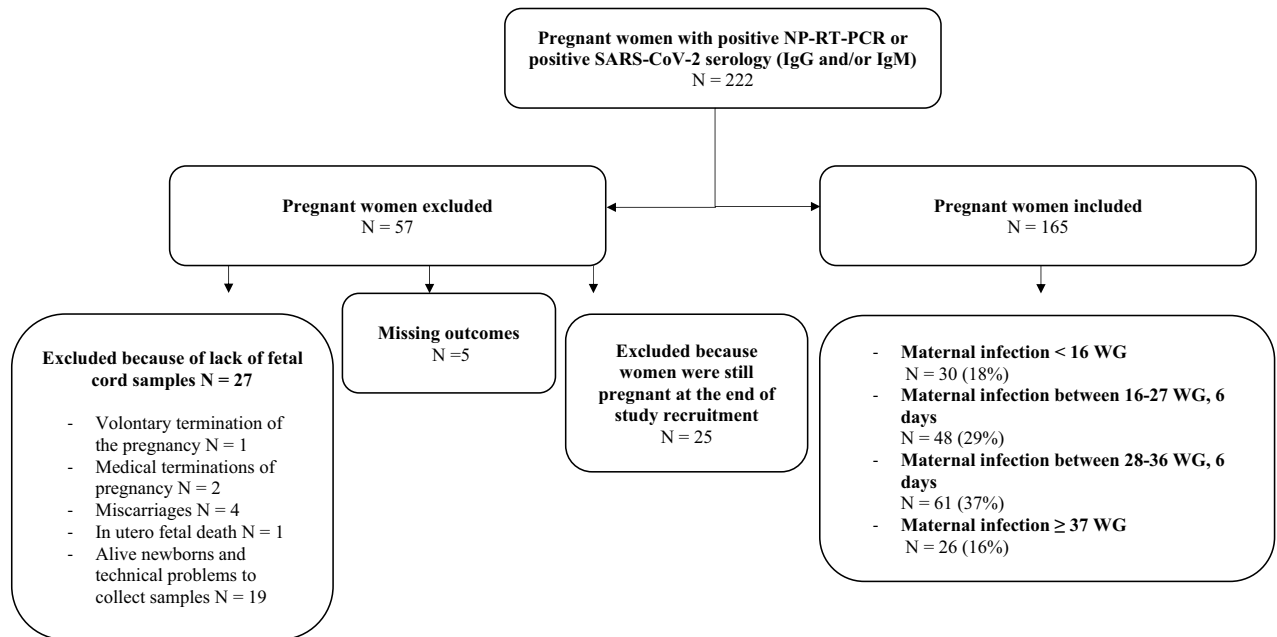 Pregnant women with positive NP-RT-PCR or
positive SARS-CoV-2 serology (IgG and/or IgM)
N = 222
Pregnant women excluded
N = 57
Pregnant women included
N = 165
Excluded because of lack of fetal
cord samples N = 27
- Volontary termination of
the pregnancy N = 1
- Medical terminations of
pregnancy N = 2
- Miscarriages N = 4
- In utero fetal death N = 1
- Alive newborns and
technical problems to
collect samples N = 19
Missing outcomes
N =5
Excluded because
women were still
pregnant at the end of
study recruitment
N = 25
- Maternal infection < 16 WG
N = 30 (18%)
- Maternal infection between 16-27 WG, 6
days
N = 48 (29%)
- Maternal infection between 28-36 WG, 6
days
N = 61 (37%)
- Maternal infection ≥ 37 WG
N = 26 (16%)